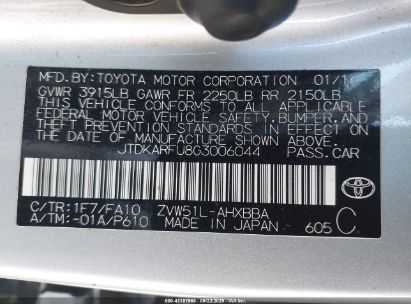 MFD. BY: TOYOTA MOTOR CORPORATION 01/16
GVWR 3915LB GAWR FR 2250LB RR 2150LB
THIS VEHICLE CONFORMS TO ALL APPLICABLE
FEDERAL MOTOR VEHICLE SAFETY, BUMPER, AND
THEFT PREVENTION STANDARDS IN EFFECT ON
THE DATE OF MANUFACTURE SHOWN ABOVE.
JTDKARFU8G3006044 PASS. CAR
C/TR: 1F7/FA10 ZVW51L-AHXBBA
A/TM: -01A/P610 MADE IN JAPAN 605 C
TOYOTA